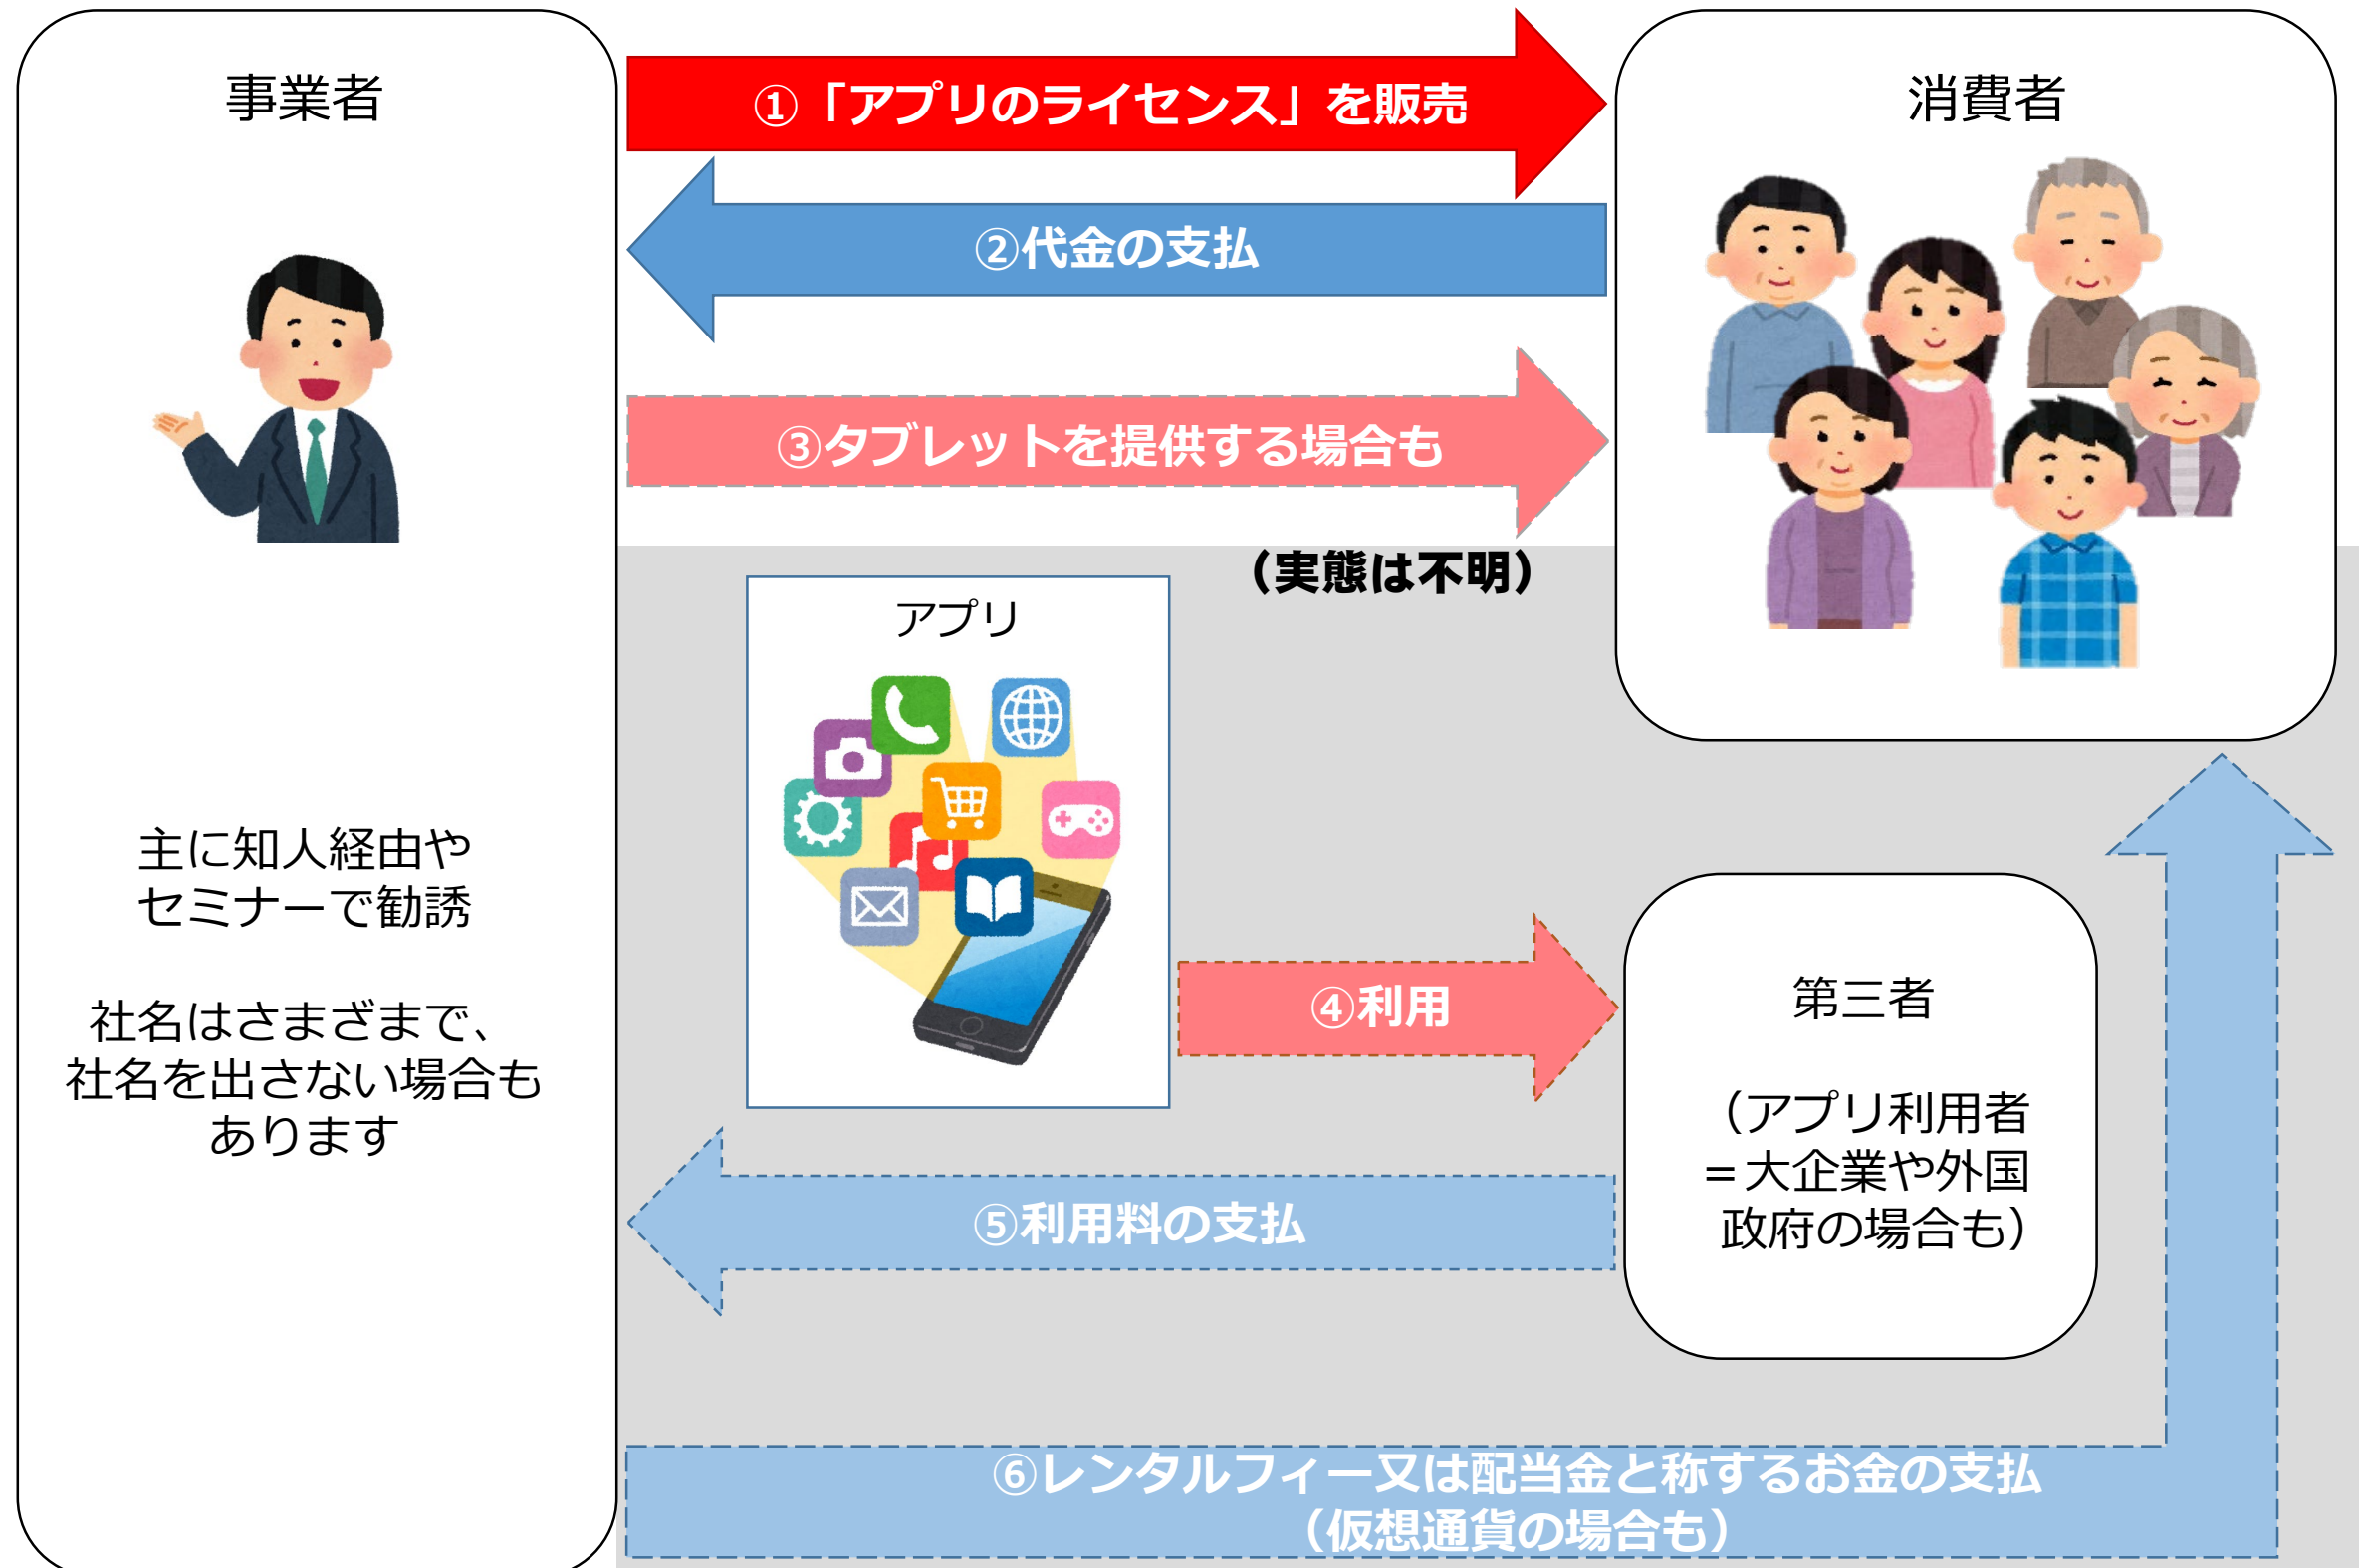 事業者
①「アプリのライセンス」を販売
消費者
②代金の支払
③タブレットを提供する場合も
（実態は不明）
アプリ
主に知人経由や
セミナーで勧誘
社名はさまざまで、
社名を出さない場合も
あります
④利用
第三者
（アプリ利用者
＝大企業や外国
政府の場合も）
⑤利用料の支払
⑥レンタルフィー又は配当金と称するお金の支払
（仮想通貨の場合も）